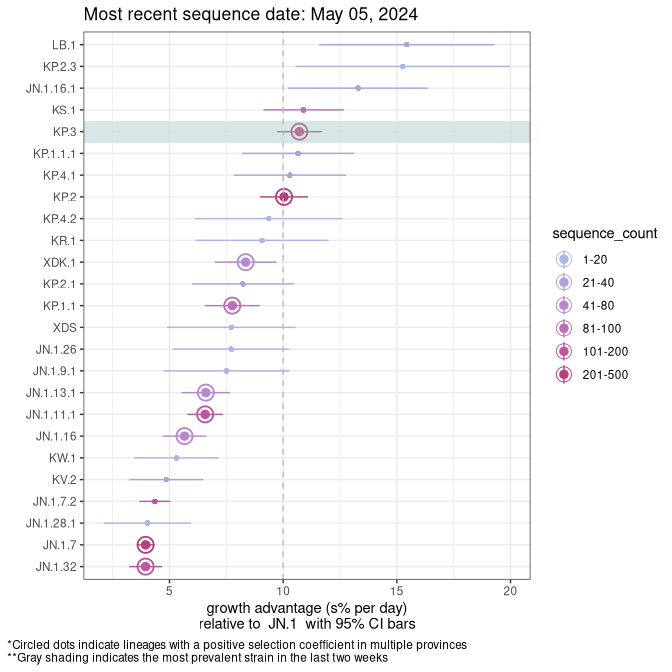 Most recent sequence date: May 05, 2024
LB.1
KP.2.3
JN.1.16.1
KS.1
KP.3
KP.1.1.1
KP.4.1
KP.2
KP.4.2
KR.1
XDK.1
KP.2.1
KP.1.1
XDS
JN.1.26
JN.1.9.1
JN.1.13.1
JN.1.11.1
JN.1.16
KW.1
KV.2
JN.1.7.2
JN.1.28.1
JN.1.7
JN.1.32
5 10 15 20
growth advantage (s% per day)
relative to JN.1 with 95% CI bars
sequence_count
1-20
21-40
41-80
81-100
101-200
201-500
*Circled dots indicate lineages with a positive selection coefficient in multiple provinces
**Gray shading indicates the most prevalent strain in the last two weeks